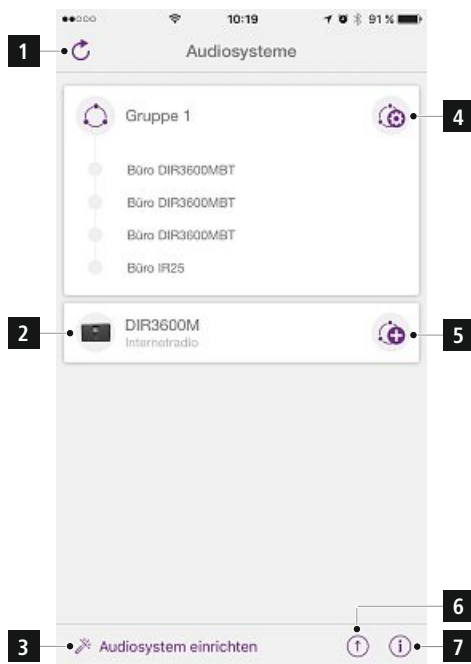 10:19
91 %
1
Audiosysteme
Gruppe 1
4
Büro DIR3600MBT
Büro DIR3600MBT
Büro DIR3600MBT
Büro IR25
2
DIR3600M
Internetradio
5
6
3
Audiosystem einrichten
7